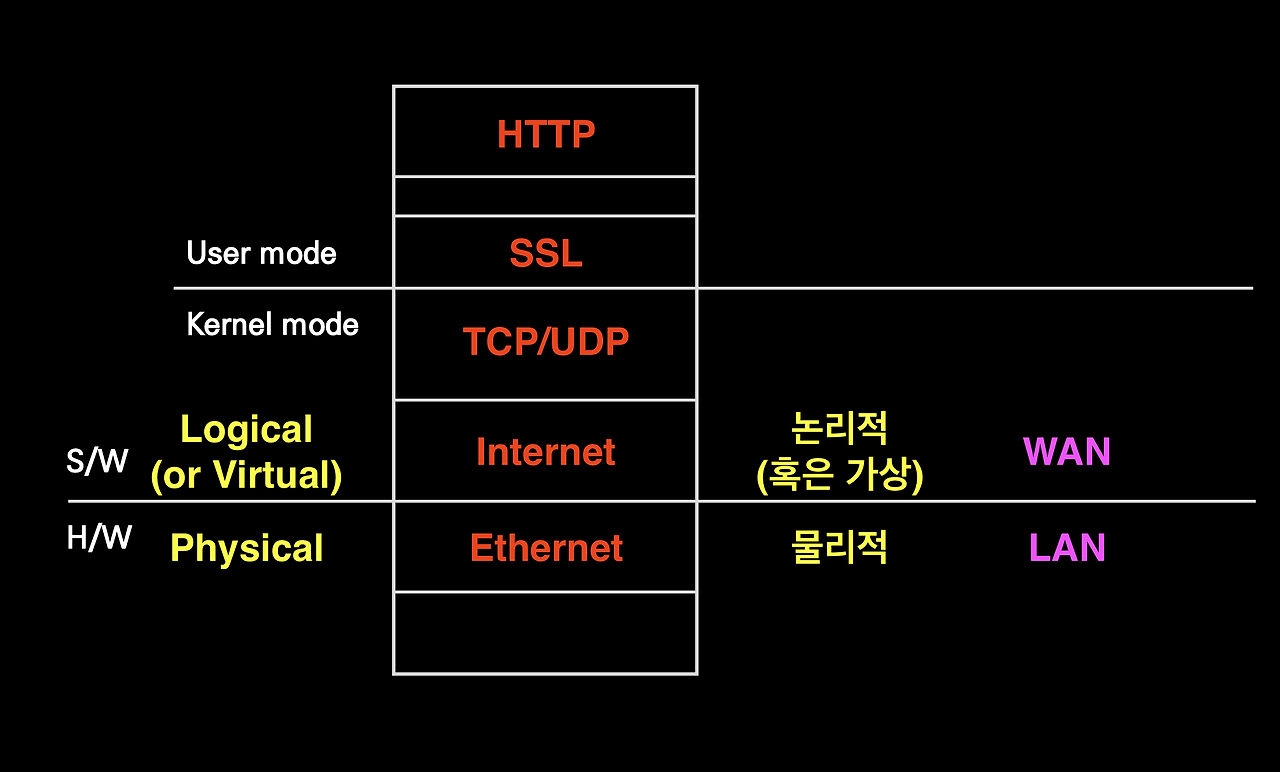 HTTP
User mode
SSL
Kernel mode
TCP/UDP
S/W
Logical
(or Virtual)
Internet
논리적
(혹은 가상)
WAN
H/W
Physical
Ethernet
물리적
LAN